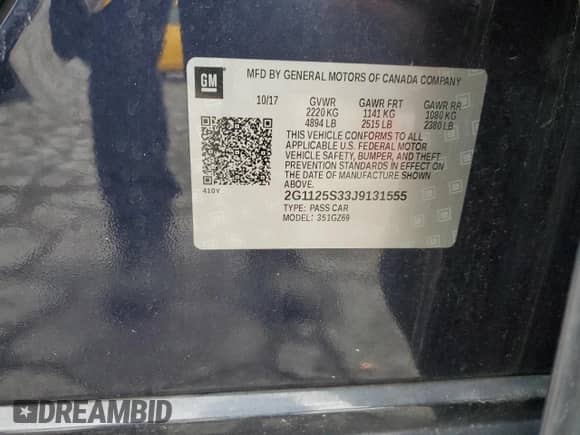 GM
MFD BY GENERAL MOTORS OF CANADA COMPANY
10/17 GVWR GAWR FRT GAWR RR
2220 KG 1141 KG 1080 KG
4894 LB 2515 LB 2380 LB
THIS VEHICLE CONFORMS TO ALL
APPLICABLE U.S. FEDERAL MOTOR
VEHICLE SAFETY, BUMPER, AND THEFT
PREVENTION STANDARDS IN EFFECT ON THE
DATE OF MANUFACTURE SHOWN
ABOVE.
410Y
2G1125S33J9131555
TYPE: PASS CAR
MODEL: 351GZ69
DREAMBID